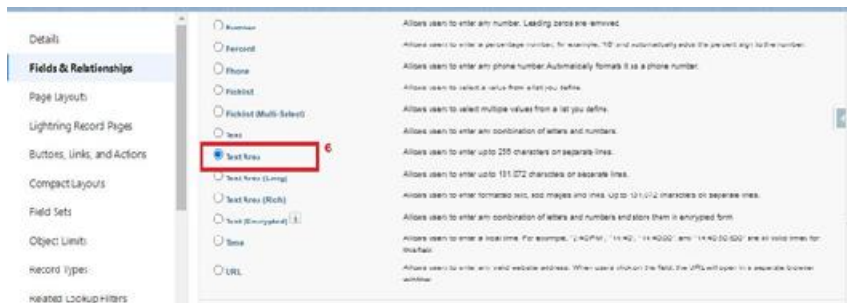 Details
Fields & Relationships
Page Layouts
Lightning Record Pages
Buttons, Links, and Actions
Compact Layouts
Field Sets
Object Limits
Record Types
Related Lookup Filters
Number Allows users to enter any number. Leading zeros are removed.
Percent Allows users to enter a percentage number, for example, '10' and automatically adds the percent sign to the number.
Phone Allows users to enter any phone number. Automatically formats it as a phone number.
Picklist Allows users to select a value from a list you define.
Picklist (Multi-Select) Allows users to select multiple values from a list you define.
Text Allows users to enter any combination of letters and numbers.
Text Area 6 Allows users to enter up to 255 characters on separate lines.
Text Area (Long) Allows users to enter up to 131,072 characters on separate lines.
Text Area (Rich) Allows users to enter formatted text, add images and links. Up to 131,072 characters on separate lines.
Text (Encrypted) i Allows users to enter any combination of letters and numbers and store them in encrypted form.
Time Allows users to enter a local time. For example, "2:40 PM", "14:40", "14:40:00", and "14:40:50.600" are all valid times for
this field.
URL Allows users to enter any valid website address. When users click on the field, the URL will open in a separate browser
window.